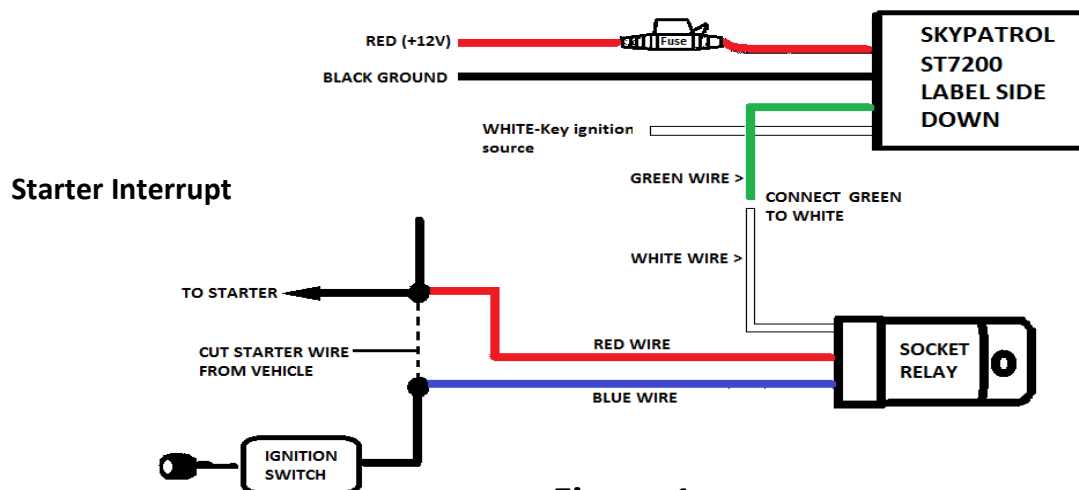 RED (+12V)
Fuse
SKYPATROL
ST7200
LABEL SIDE
DOWN
BLACK GROUND
WHITE-Key ignition
source
GREEN WIRE >
CONNECT GREEN
TO WHITE
Starter Interrupt
WHITE WIRE >
TO STARTER
CUT STARTER WIRE
FROM VEHICLE
RED WIRE
SOCKET
RELAY
BLUE WIRE
IGNITION
SWITCH